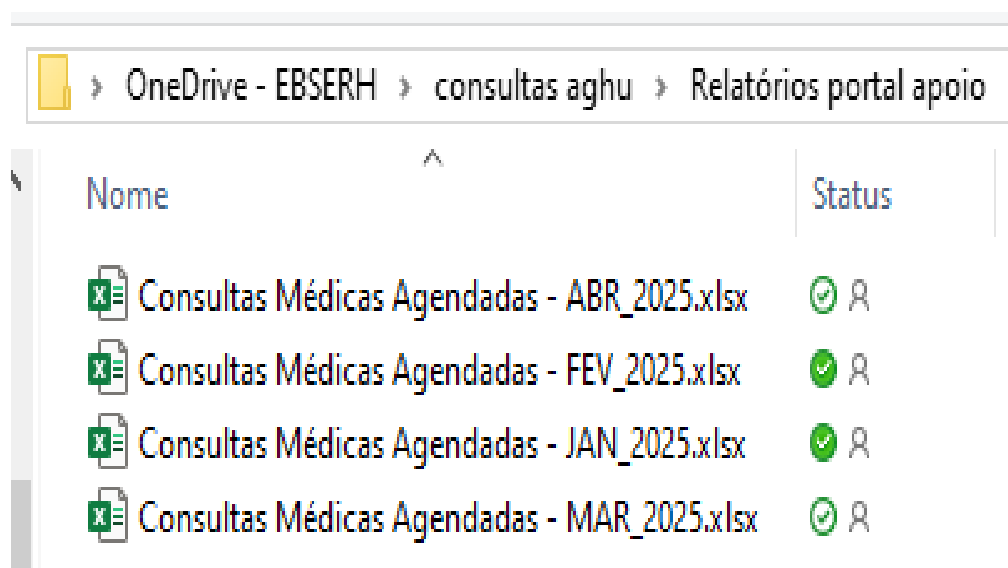 OneDrive - EBSERH > consultas aghu > Relatórios portal apoio
Nome Status
Consultas Médicas Agendadas - ABR_2025.xlsx
Consultas Médicas Agendadas - FEV_2025.xlsx
Consultas Médicas Agendadas - JAN_2025.xlsx
Consultas Médicas Agendadas - MAR_2025.xlsx